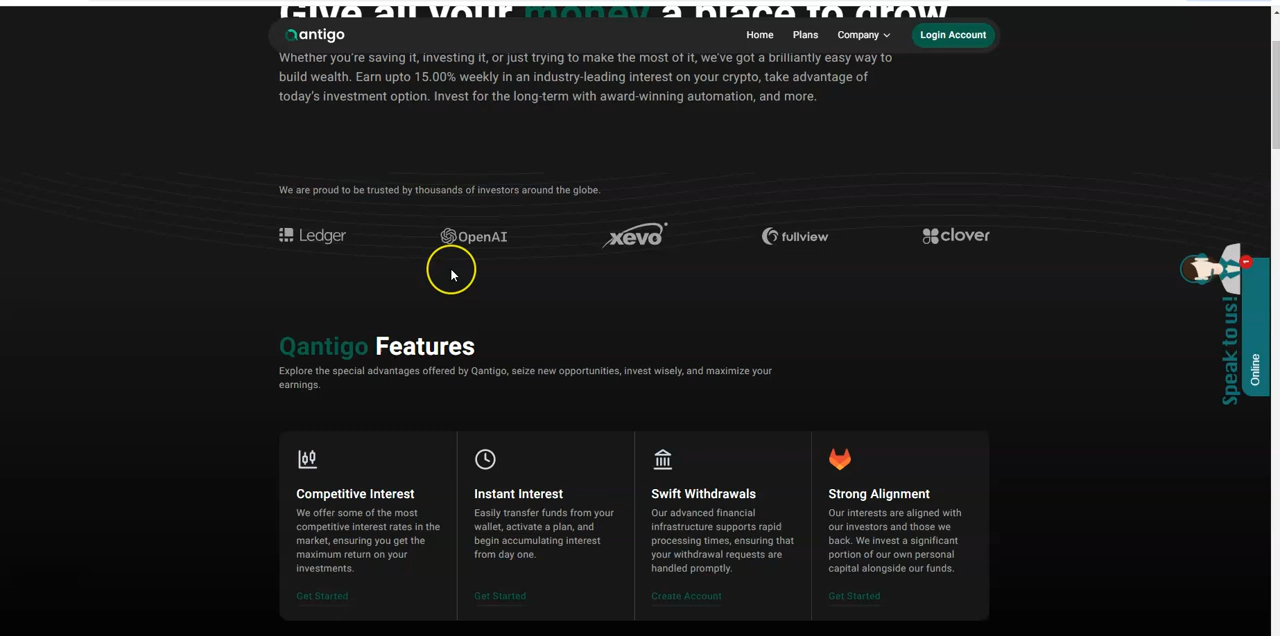 Give all your money a place to grow
Qantigo
Home
Plans
Company
Login Account
Whether you're saving it, investing it, or just trying to make the most of it, we've got a brilliantly easy way to
build wealth. Earn upto 15.00% weekly in an industry-leading interest on your crypto, take advantage of
today's investment option. Invest for the long-term with award-winning automation, and more.
We are proud to be trusted by thousands of investors around the globe.
Ledger
OpenAI
xevo
fullview
clover
1
Speak to us!
Online
Qantigo Features
Explore the special advantages offered by Qantigo, seize new opportunities, invest wisely, and maximize your
earnings.
Competitive Interest
We offer some of the most
competitive interest rates in the
market, ensuring you get the
maximum return on your
investments.
Get Started
Instant Interest
Easily transfer funds from your
wallet, activate a plan, and
begin accumulating interest
from day one.
Get Started
Swift Withdrawals
Our advanced financial
infrastructure supports rapid
processing times, ensuring that
your withdrawal requests are
handled promptly.
Create Account
Strong Alignment
Our interests are aligned with
our investors and those we
back. We invest a significant
portion of our own personal
capital alongside our funds.
Get Started